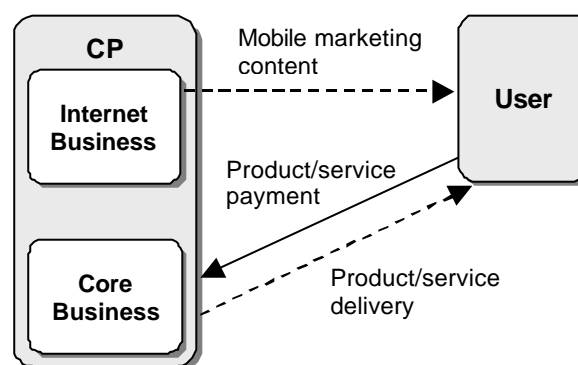 CP
Mobile marketing
content
Internet
Business
User
Product/service
payment
Core
Business
Product/service
delivery